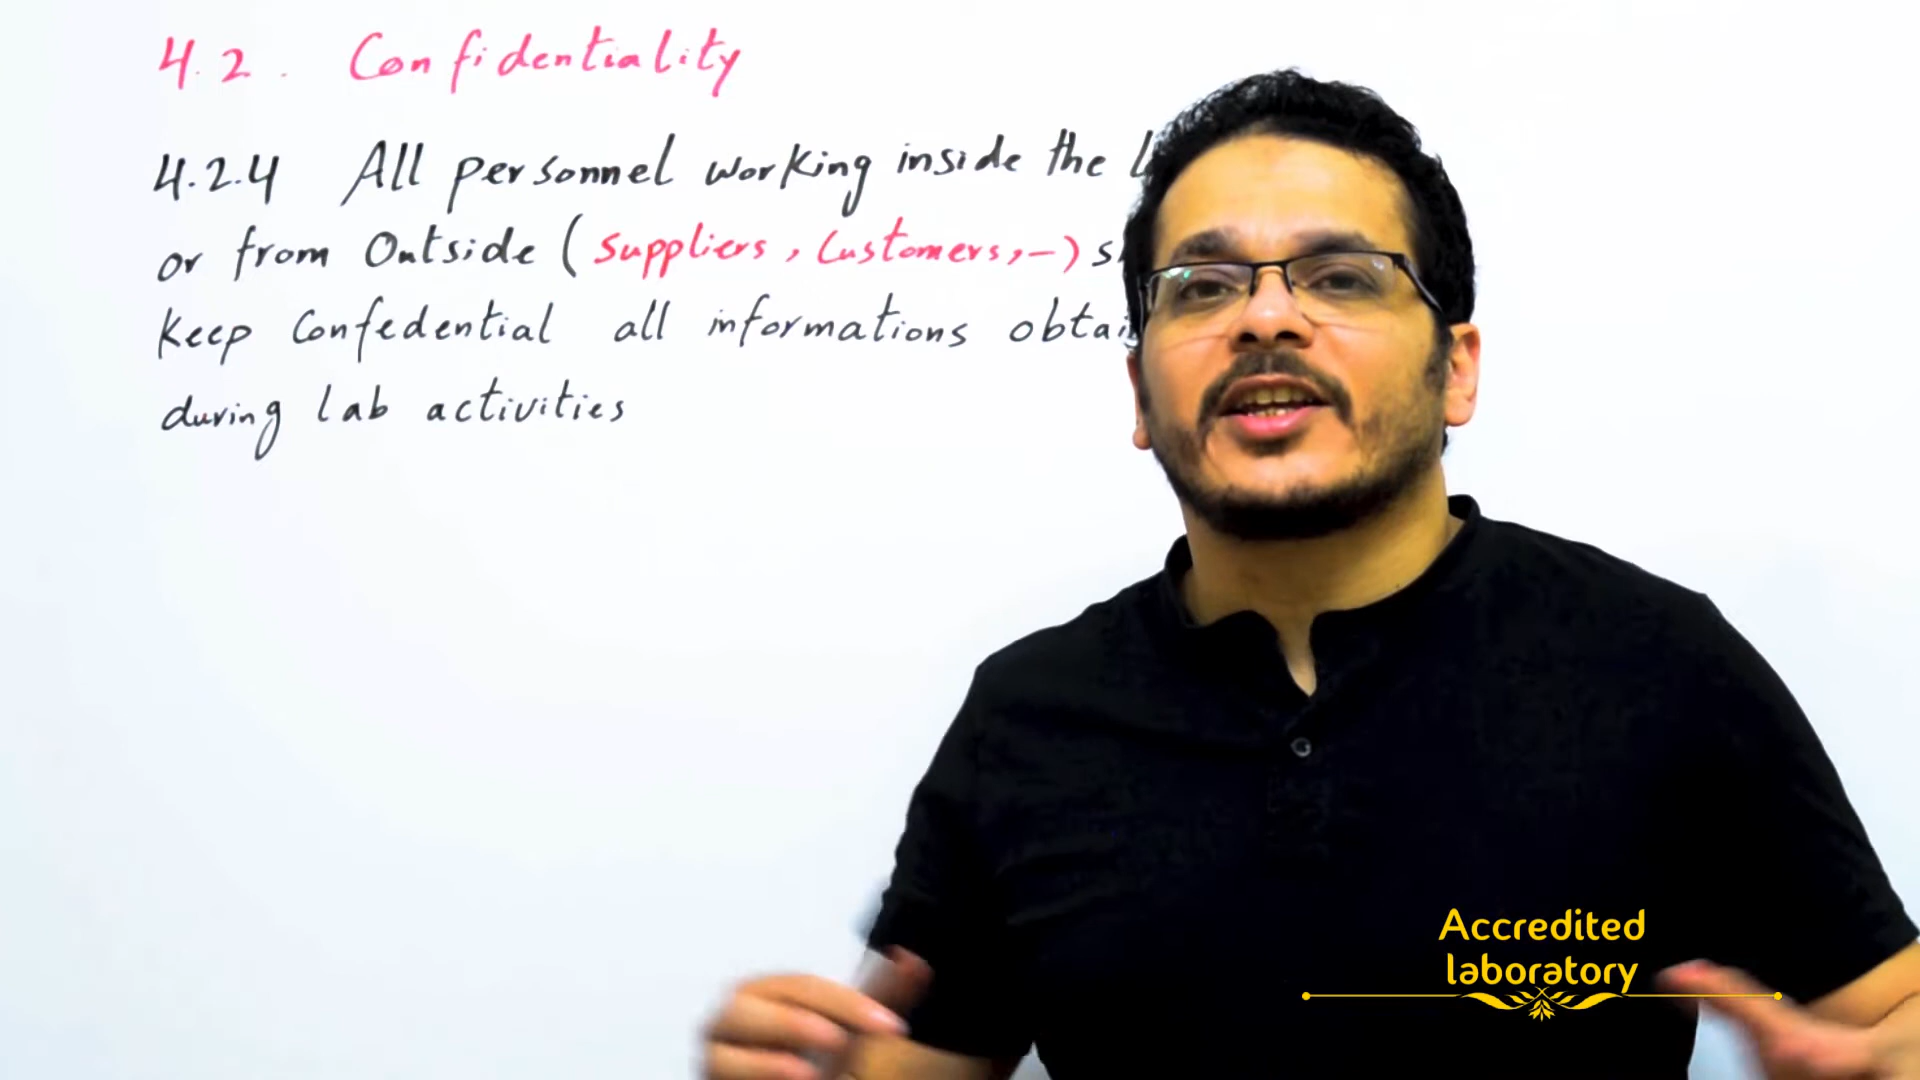 4.2. Confidentiality
4.2.4 All personnel working inside the
or from Outside (suppliers, Customers, -)
Keep Confedential all informations
during lab activities
Accredited
laboratory